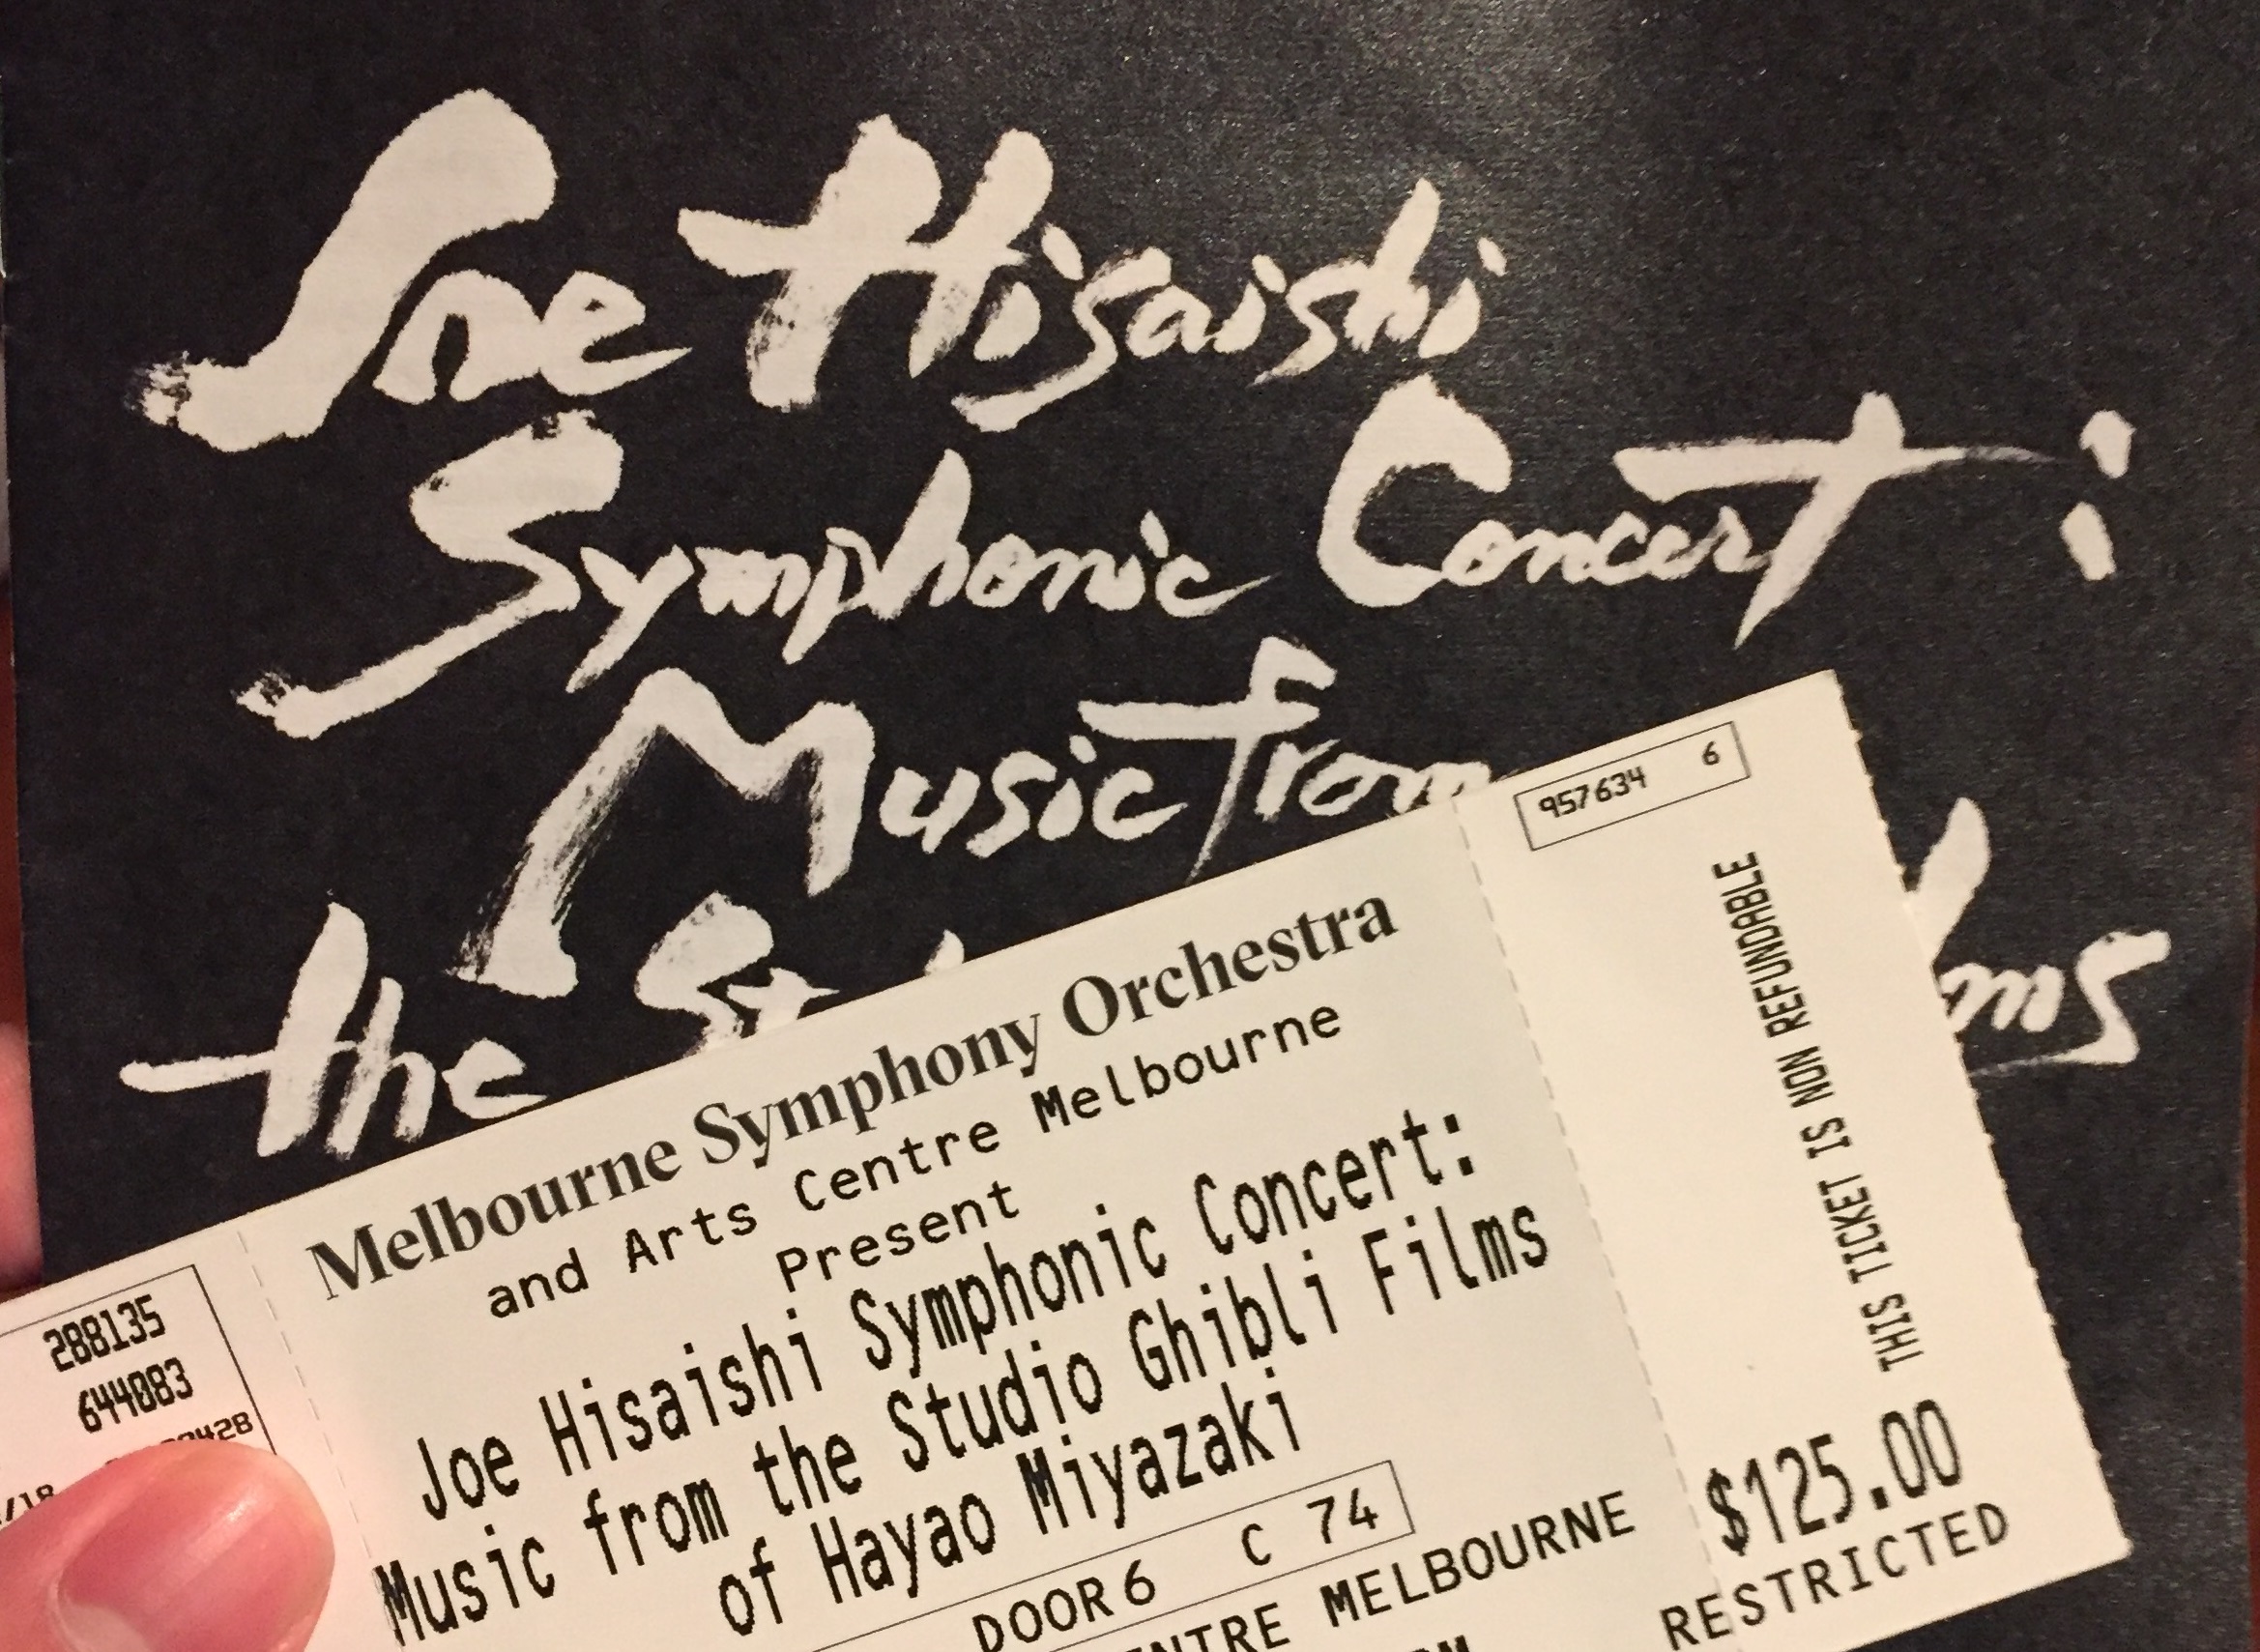 Joe Hisaishi
Symphonic Concert:
Music from
the
957634 6
Melbourne Symphony Orchestra
and Arts Centre Melbourne
Present
Joe Hisaishi Symphonic Concert:
Music from the Studio Ghibli Films
of Hayao Miyazaki
DOOR 6 C 74
MELBOURNE
288135
644083
THIS TICKET IS NON REFUNDABLE
$125.00
RESTRICTED